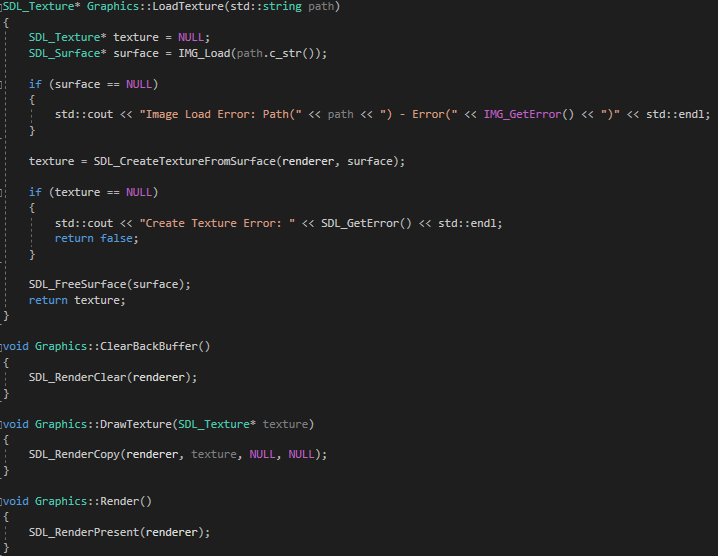 SDL_Texture* Graphics::LoadTexture(std::string path)
{
SDL_Texture* texture = NULL;
SDL_Surface* surface = IMG_Load(path.c_str());
if (surface == NULL)
{
std::cout << "Image Load Error: Path(" << path << ") - Error(" << IMG_GetError() << ")" << std::endl;
}
texture = SDL_CreateTextureFromSurface(renderer, surface);
if (texture == NULL)
{
std::cout << "Create Texture Error: " << SDL_GetError() << std::endl;
return false;
}
SDL_FreeSurface(surface);
return texture;
}
void Graphics::ClearBackBuffer()
{
SDL_RenderClear(renderer);
}
void Graphics::DrawTexture(SDL_Texture* texture)
{
SDL_RenderCopy(renderer, texture, NULL, NULL);
}
void Graphics::Render()
{
SDL_RenderPresent(renderer);
}